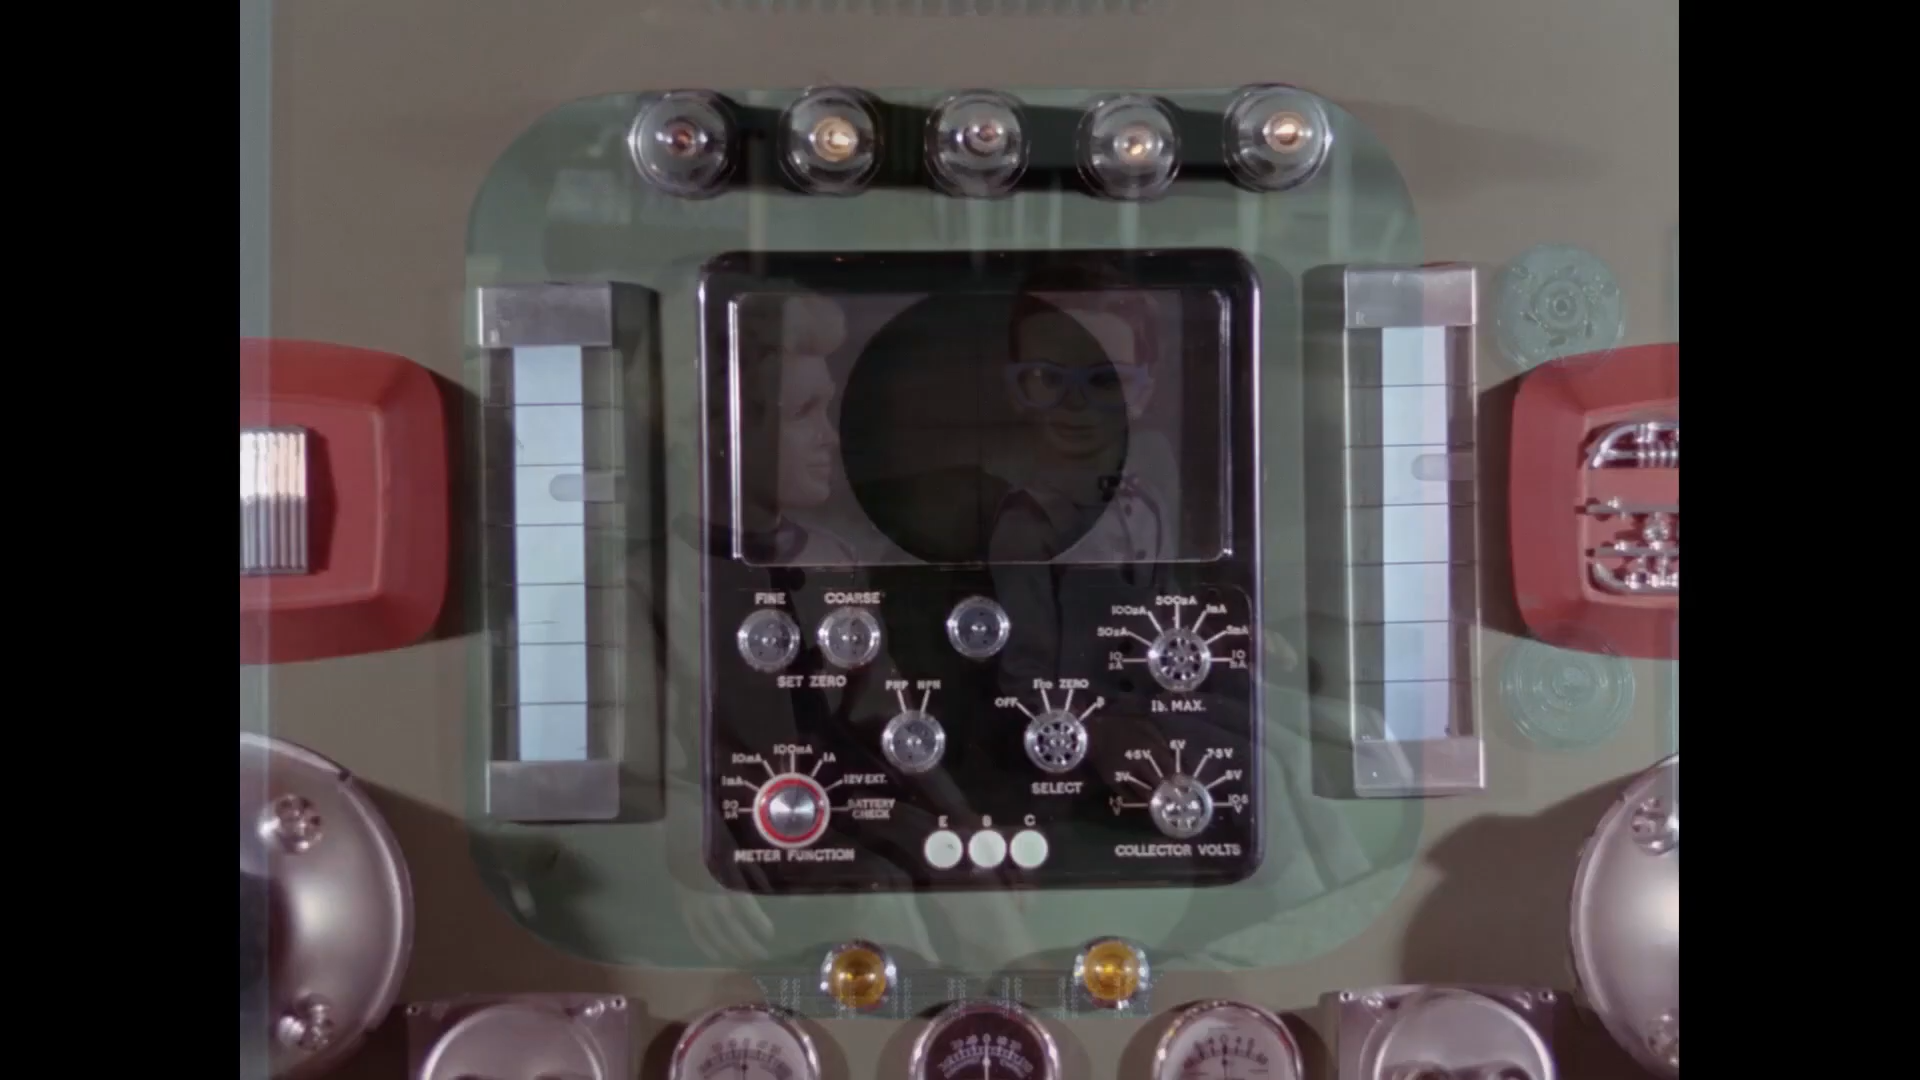 FINE
COARSE
SET ZERO
PNP NPN
OFF
ZERO
SELECT
100µA
500µA
1mA
50µA
5mA
Ib. MAX.
100mA
10mA
1A
1mA
12V EXT.
BATTERY
CHECK
METER FUNCTION
E B C
6V
4·5V
7·5V
3V
9V
COLLECTOR VOLTS